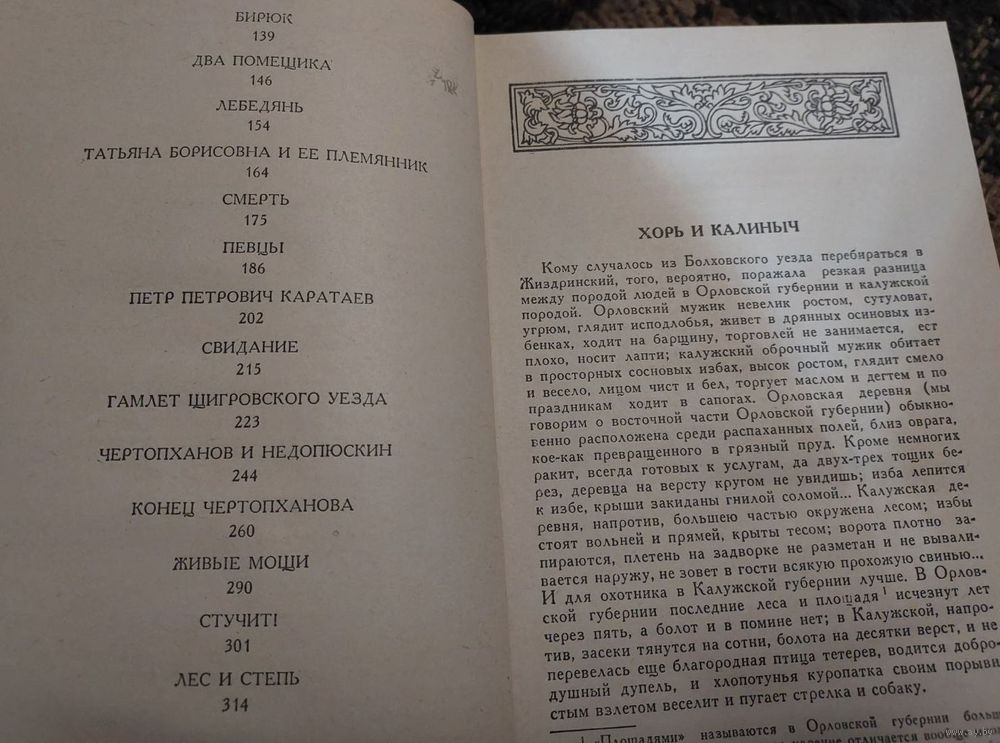 БИРЮК
139
ДВА ПОМЕЩИКА
146
ЛЕБЕДЯНЬ
154
ТАТЬЯНА БОРИСОВНА И ЕЕ ПЛЕМЯННИК
164
СМЕРТЬ
175
ПЕВЦЫ
186
ПЕТР ПЕТРОВИЧ КАРАТАЕВ
202
СВИДАНИЕ
215
ГАМЛЕТ ЩИГРОВСКОГО УЕЗДА
223
ЧЕРТОПХАНОВ И НЕДОПЮСКИН
244
КОНЕЦ ЧЕРТОПХАНОВА
260
ЖИВЫЕ МОЩИ
290
СТУЧИТ!
301
ЛЕС И СТЕПЬ
314
ХОРЬ И КАЛИНЫЧ
Кому случалось из Болховского уезда перебираться в
Жиздринский, того, вероятно, поражала резкая разница
между породой людей в Орловской губернии и калужской
породой. Орловский мужик невелик ростом, сутуловат,
угрюм, глядит исподлобья, живет в дрянных осиновых из-
бенках, ходит на барщину, торговлей не занимается, ест
плохо, носит лапти; калужский оброчный мужик обитает
в просторных сосновых избах, высок ростом, глядит смело
и весело, лицом чист и бел, торгует маслом и дегтем и по
праздникам ходит в сапогах. Орловская деревня (мы
говорим о восточной части Орловской губернии) обыкно-
венно расположена среди распаханных полей, близ оврага,
кое-как превращенного в грязный пруд. Кроме немногих
ракит, всегда готовых к услугам, да двух-трех тощих бе-
рез, деревца на версту кругом не увидишь; изба лепится
к избе, крыши закиданы гнилой соломой... Калужская де-
ревня, напротив, большею частью окружена лесом; избы
стоят вольней и прямей, крыты тесом; ворота плотно за-
пираются, плетень на задворке не разметан и не вывали-
вается наружу, не зовет в гости всякую прохожую свинью...
И для охотника в Калужской губернии лучше. В Орлов-
ской губернии последние леса и площадя¹ исчезнут лет
через пять, а болот и в помине нет; в Калужской, напро-
тив, засеки тянутся на сотни, болота на десятки верст, и не
перевелась еще благородная птица тетерев, водится добро-
душный дупель, и хлопотунья куропатка своим порыви
стым взлетом веселит и пугает стрелка и собаку.
¹ «Площадями» называются в Орловской губернии больш
отличается вообще